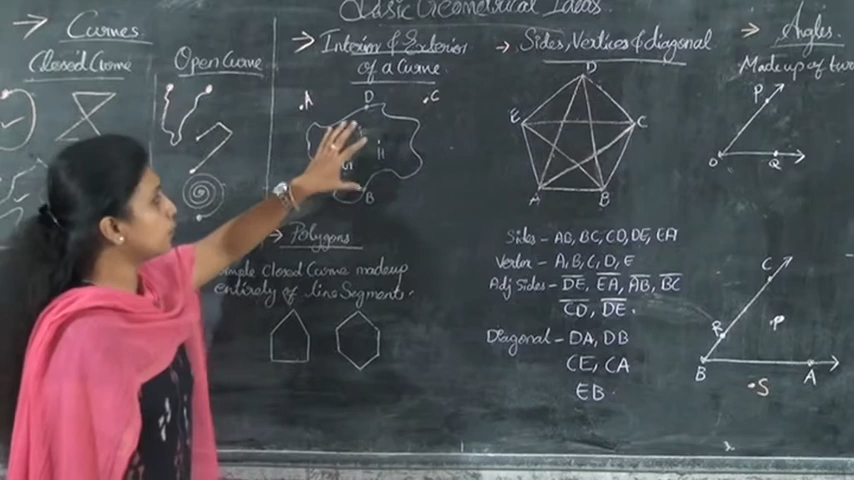 Basic Geometrical Ideas.
Curves
Closed Curve
Open Curve
Interior & Exterior
of a Curve
A
D
C
H
B
Polygons
Simple Closed Curve madeup
entirely of line Segments.
Sides, Vertices & diagonal
D
E
C
A
B
Sides - AB, BC, CD, DE, EA
Vertex - A, B, C, D, E
Adj Sides - DE, EA, AB, BC
CD, DE.
Diagonal - DA, DB
CE, CA
EB.
Angles.
Made up of two
P
O
Q
C
R
P
B
A
S